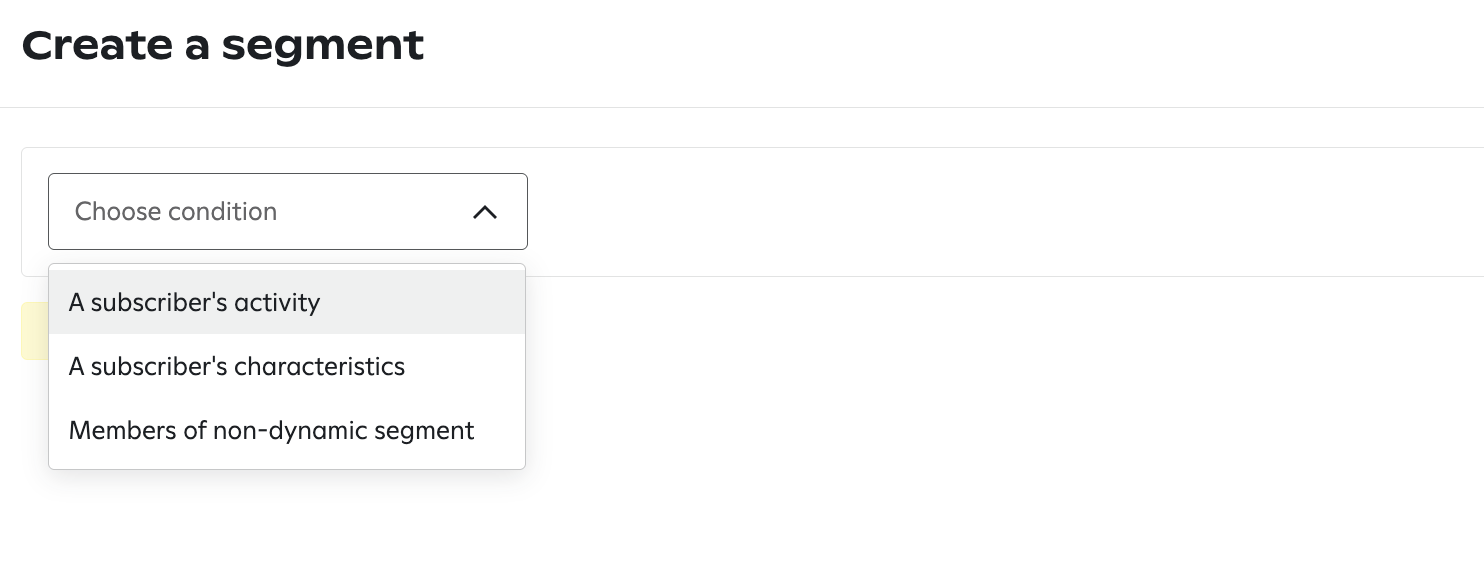 Create a segment
Choose condition
A subscriber's activity
A subscriber's characteristics
Members of non-dynamic segment